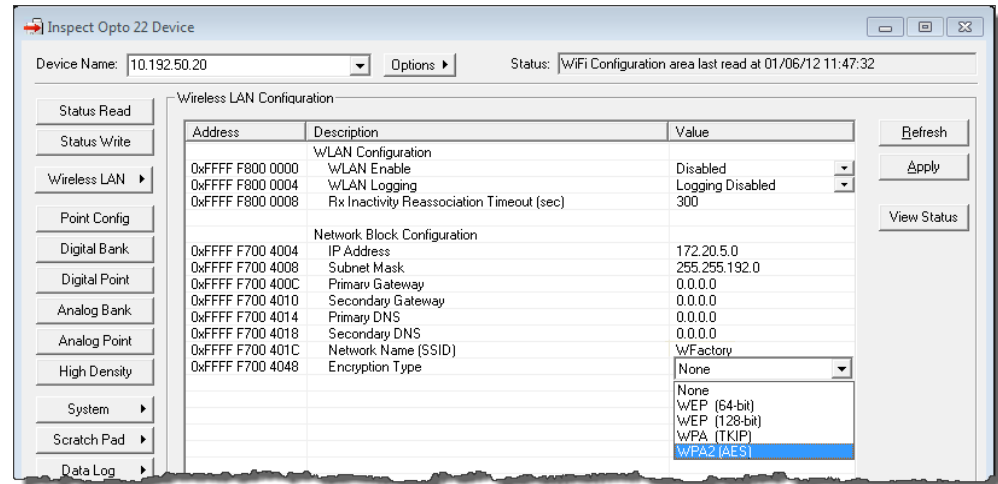 Inspect Opto 22 Device
Device Name: 10.192.50.20 Options Status: WiFi Configuration area last read at 01/06/12 11:47:32
Status Read
Status Write
Wireless LAN
Point Config
Digital Bank
Digital Point
Analog Bank
Analog Point
High Density
System
Scratch Pad
Data Log
Wireless LAN Configuration
Address Description Value
WLAN Configuration
0xFFFF F800 0000 WLAN Enable Disabled
0xFFFF F800 0004 WLAN Logging Logging Disabled
0xFFFF F800 0008 Rx Inactivity Reassociation Timeout (sec) 300
Network Block Configuration
0xFFFF F700 4004 IP Address 172.20.5.0
0xFFFF F700 4008 Subnet Mask 255.255.192.0
0xFFFF F700 400C Primary Gateway 0.0.0.0
0xFFFF F700 4010 Secondary Gateway 0.0.0.0
0xFFFF F700 4014 Primary DNS 0.0.0.0
0xFFFF F700 4018 Secondary DNS 0.0.0.0
0xFFFF F700 401C Network Name (SSID) WFactory
0xFFFF F700 4048 Encryption Type None
None
WEP (64-bit)
WEP (128-bit)
WPA (TKIP)
WPA2 (AES)
Refresh
Apply
View Status